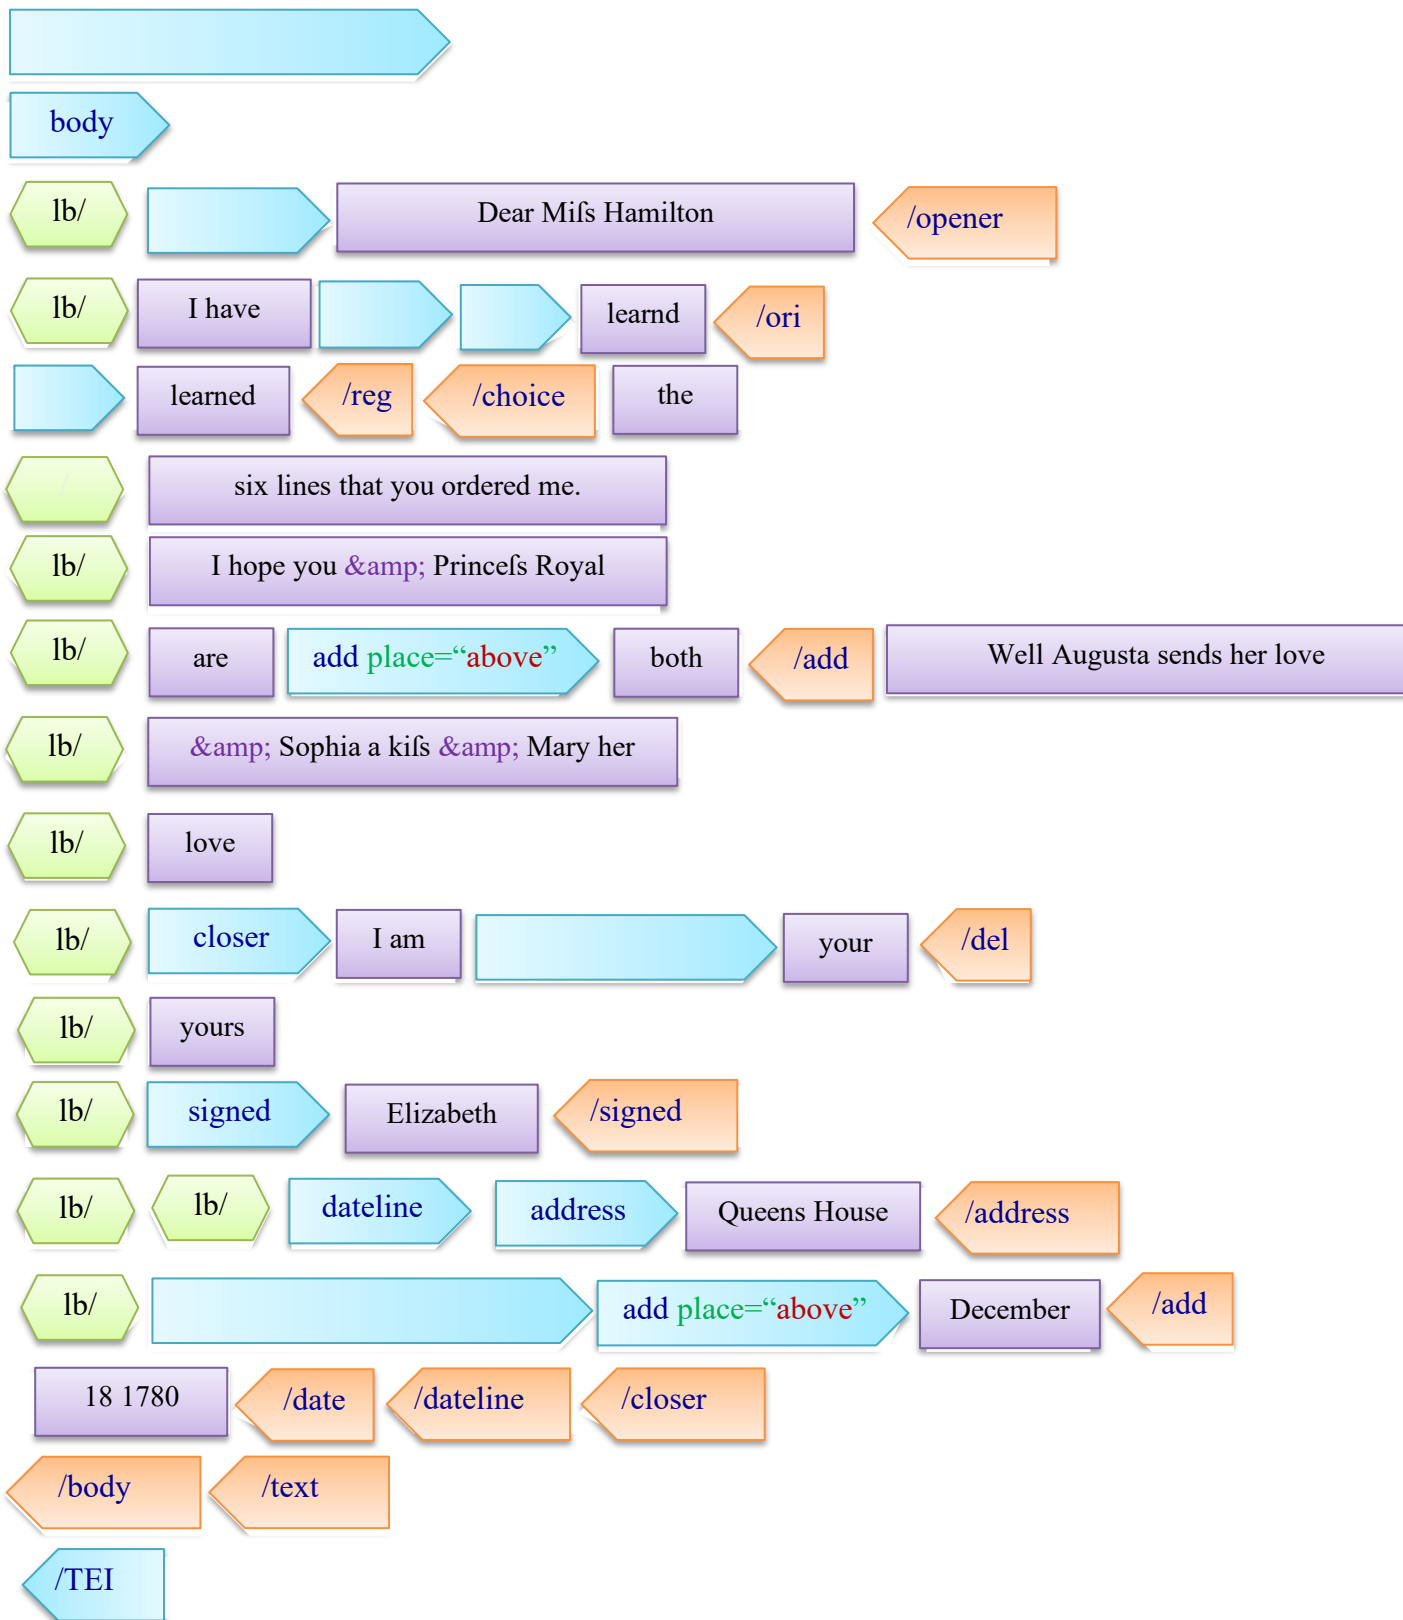 body
lb/ Dear Miſs Hamilton /opener
lb/ I have learnd /ori
learned /reg /choice the
/ six lines that you ordered me.
lb/ I hope you &amp; Princeſs Royal
lb/ are add place=“above” both /add Well Augusta sends her love
lb/ &amp; Sophia a kiſs &amp; Mary her
lb/ love
lb/ closer I am your /del
lb/ yours
lb/ signed Elizabeth /signed
lb/ lb/ dateline address Queens House /address
lb/ add place=“above” December /add
18 1780 /date /dateline /closer
/body /text
/TEI